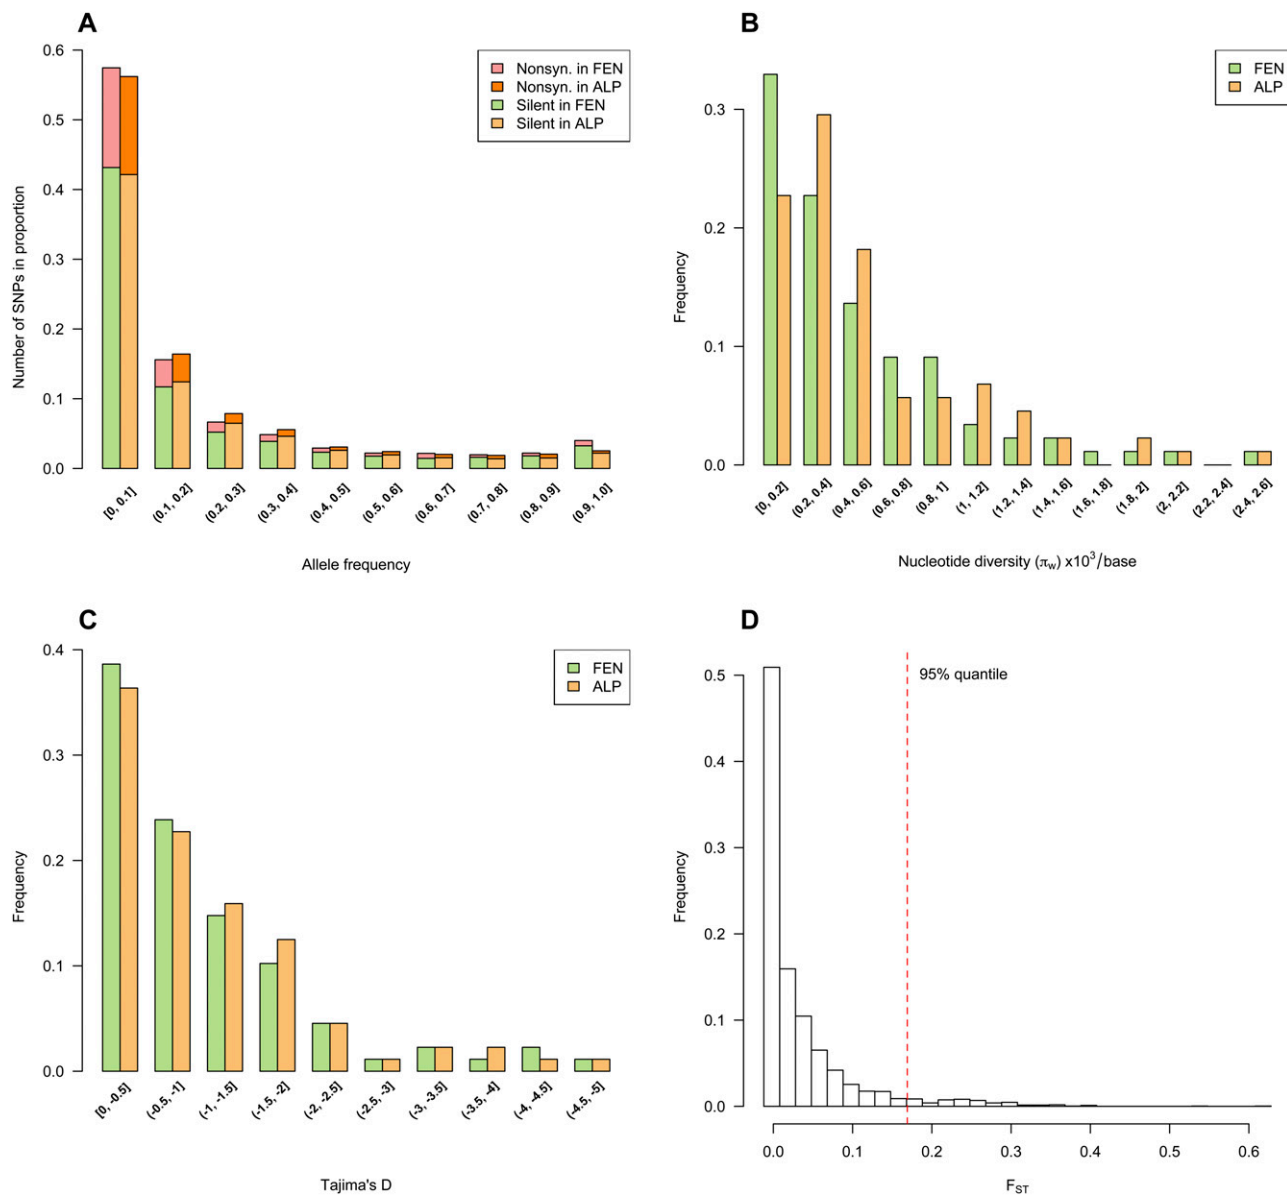 A
0.6
0.5
0.4
0.3
0.2
0.1
0.0
Number of SNPs in proportion
Nonsyn. in FEN
Nonsyn. in ALP
Silent in FEN
Silent in ALP
[0, 0.1]
(0.1, 0.2]
(0.2, 0.3]
(0.3, 0.4]
(0.4, 0.5]
(0.5, 0.6]
(0.6, 0.7]
(0.7, 0.8]
(0.8, 0.9]
(0.9, 1.0]
Allele frequency
B
0.3
0.2
0.1
0.0
Frequency
FEN
ALP
[0, 0.2]
(0.2, 0.4]
(0.4, 0.6]
(0.6, 0.8]
(0.8, 1]
(1, 1.2]
(1.2, 1.4]
(1.4, 1.6]
(1.6, 1.8]
(1.8, 2]
(2, 2.2]
(2.2, 2.4]
(2.4, 2.6]
Nucleotide diversity (πw) x10³/base
C
0.4
0.3
0.2
0.1
0.0
Frequency
FEN
ALP
[0, -0.5]
(-0.5, -1]
(-1, -1.5]
(-1.5, -2]
(-2, -2.5]
(-2.5, -3]
(-3, -3.5]
(-3.5, -4]
(-4, -4.5]
(-4.5, -5]
Tajima's D
D
0.5
0.4
0.3
0.2
0.1
0.0
Frequency
95% quantile
0.0 0.1 0.2 0.3 0.4 0.5 0.6
FST